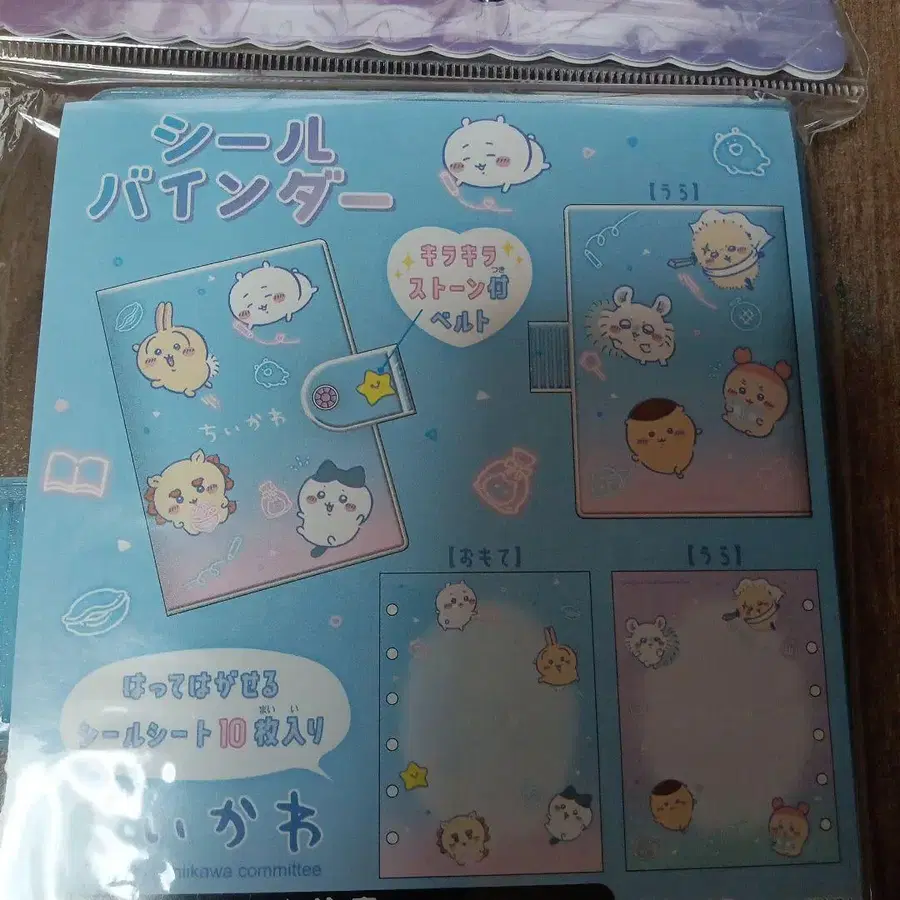 シール
バインダー
【うら】
キラキラ
ストーン付
つき
ベルト
ちいかわ
【おもて】
【うら】
はってはがせる
シールシート10枚入り
まい い
いかわ
iikawa committee